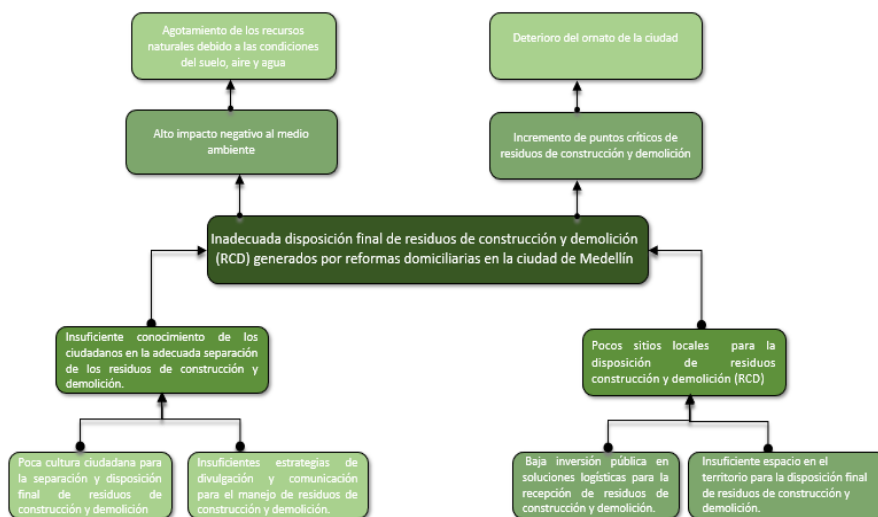 Agotamiento de los recursos
naturales debido a las condiciones
del suelo, aire y agua
Deterioro del ornato de la ciudad
Alto impacto negativo al medio
ambiente
Incremento de puntos críticos de
residuos de construcción y demolición
Inadecuada disposición final de residuos de construcción y demolición
(RCD) generados por reformas domiciliarias en la ciudad de Medellín
Insuficiente conocimiento de los
ciudadanos en la adecuada separación
de los residuos de construcción y
demolición.
Pocos sitios locales para la
disposición de residuos
construcción y demolición (RCD)
Poca cultura ciudadana para
la separación y disposición
final de residuos de
construcción y demolición
Insuficientes estrategias de
divulgación y comunicación
para el manejo de residuos de
construcción y demolición.
Baja inversión pública en
soluciones logísticas para la
recepción de residuos de
construcción y demolición.
Insuficiente espacio en el
territorio para la disposición final
de residuos de construcción y
demolición.